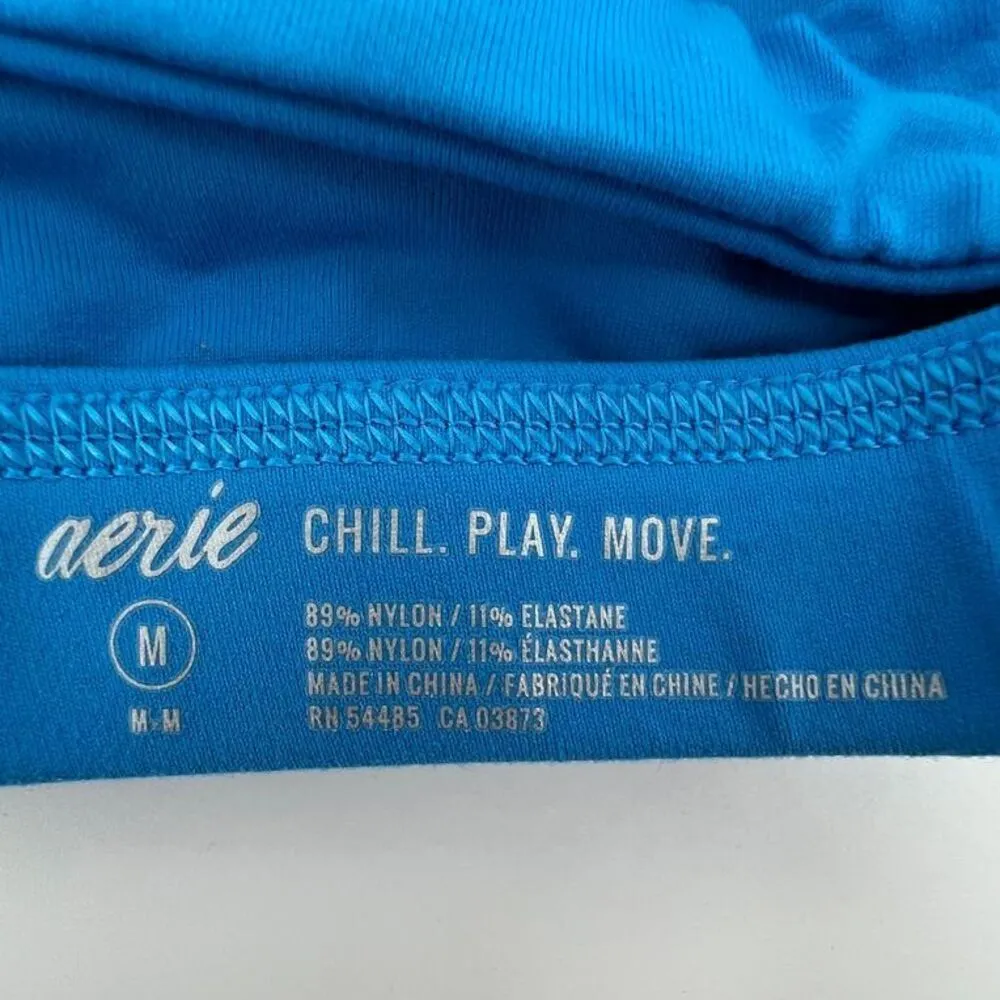 aerie CHILL. PLAY. MOVE.
M
M-M
89% NYLON / 11% ELASTANE
89% NYLON / 11% ÉLASTHANNE
MADE IN CHINA / FABRIQUÉ EN CHINE / HECHO EN CHINA
RN 54485 CA 03873